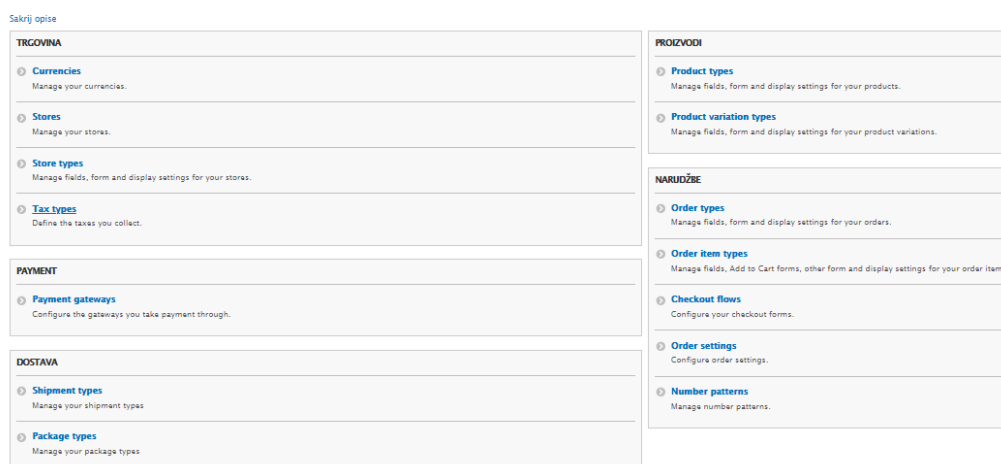 Sakrij opise
TRGOVINA
Currencies
Manage your currencies.
Stores
Manage your stores.
Store types
Manage fields, form and display settings for your stores.
Tax types
Define the taxes you collect.
PAYMENT
Payment gateways
Configure the gateways you take payment through.
DOSTAVA
Shipment types
Manage your shipment types
Package types
Manage your package types
PROIZVODI
Product types
Manage fields, form and display settings for your products.
Product variation types
Manage fields, form and display settings for your product variations.
NARUDŽBE
Order types
Manage fields, form and display settings for your orders.
Order item types
Manage fields, Add to Cart forms, other form and display settings for your order item
Checkout flows
Configure your checkout forms.
Order settings
Configure order settings.
Number patterns
Manage number patterns.